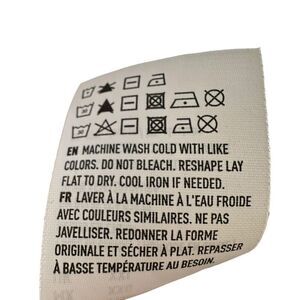 EN MACHINE WASH COLD WITH LIKE
COLORS. DO NOT BLEACH. RESHAPE LAY
FLAT TO DRY. COOL IRON IF NEEDED.
FR LAVER À LA MACHINE À L'EAU FROIDE
AVEC COULEURS SIMILAIRES. NE PAS
JAVELLISER. REDONNER LA FORME
ORIGINALE ET SÉCHER À PLAT. REPASSER
À BASSE TEMPÉRATURE AU BESOIN.